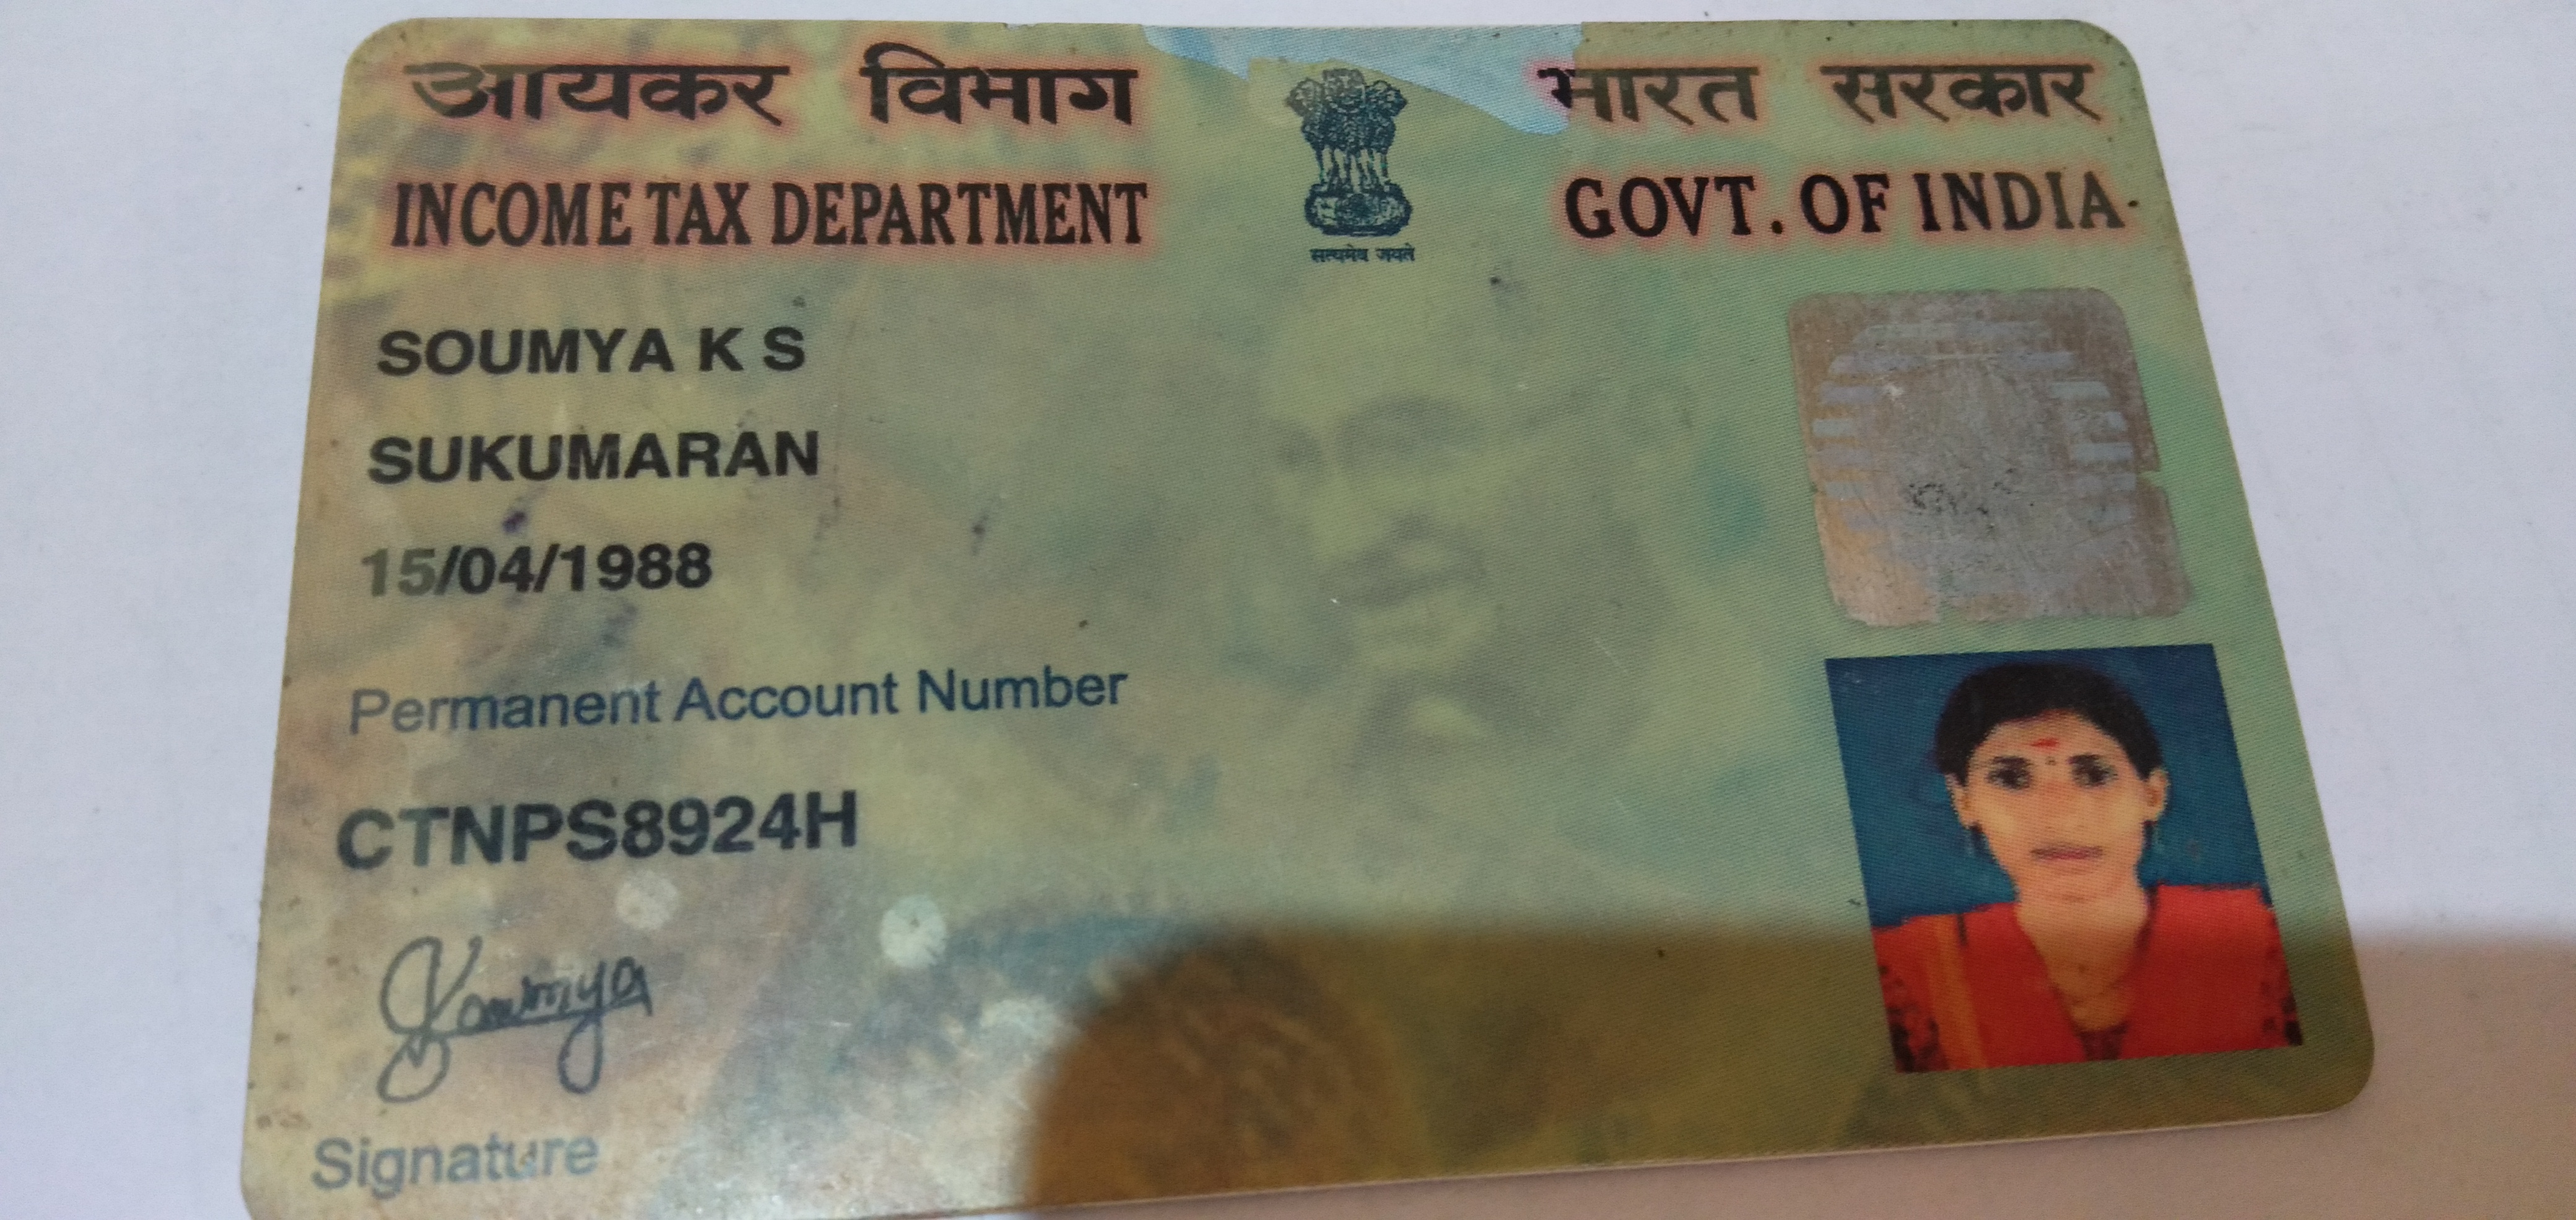 आयकर विभाग
भारत सरकार
INCOME TAX DEPARTMENT
GOVT. OF INDIA
सत्यमेव जयते
SOUMYA K S
SUKUMARAN
15/04/1988
Permanent Account Number
CTNPS8924H
Soumya
Signature